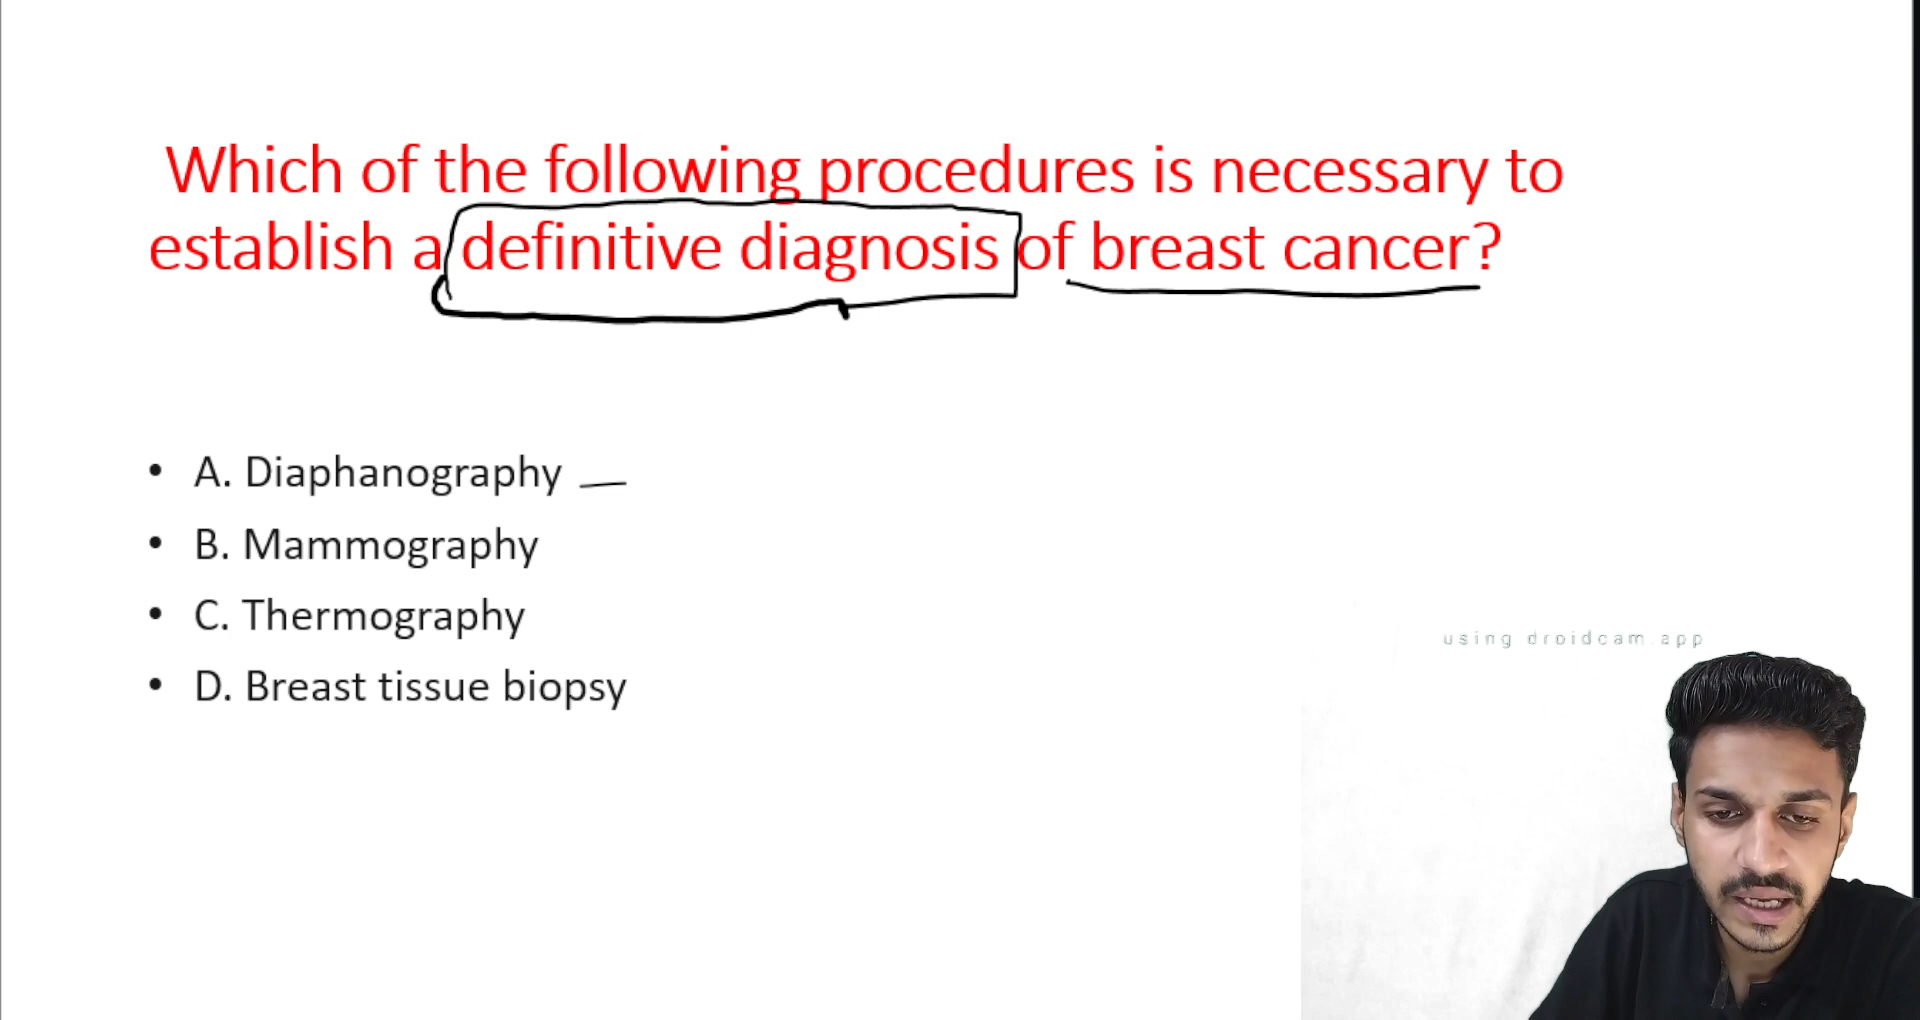 Which of the following procedures is necessary to
establish a definitive diagnosis of breast cancer?
• A. Diaphanography
• B. Mammography
• C. Thermography
• D. Breast tissue biopsy
using droidcam app